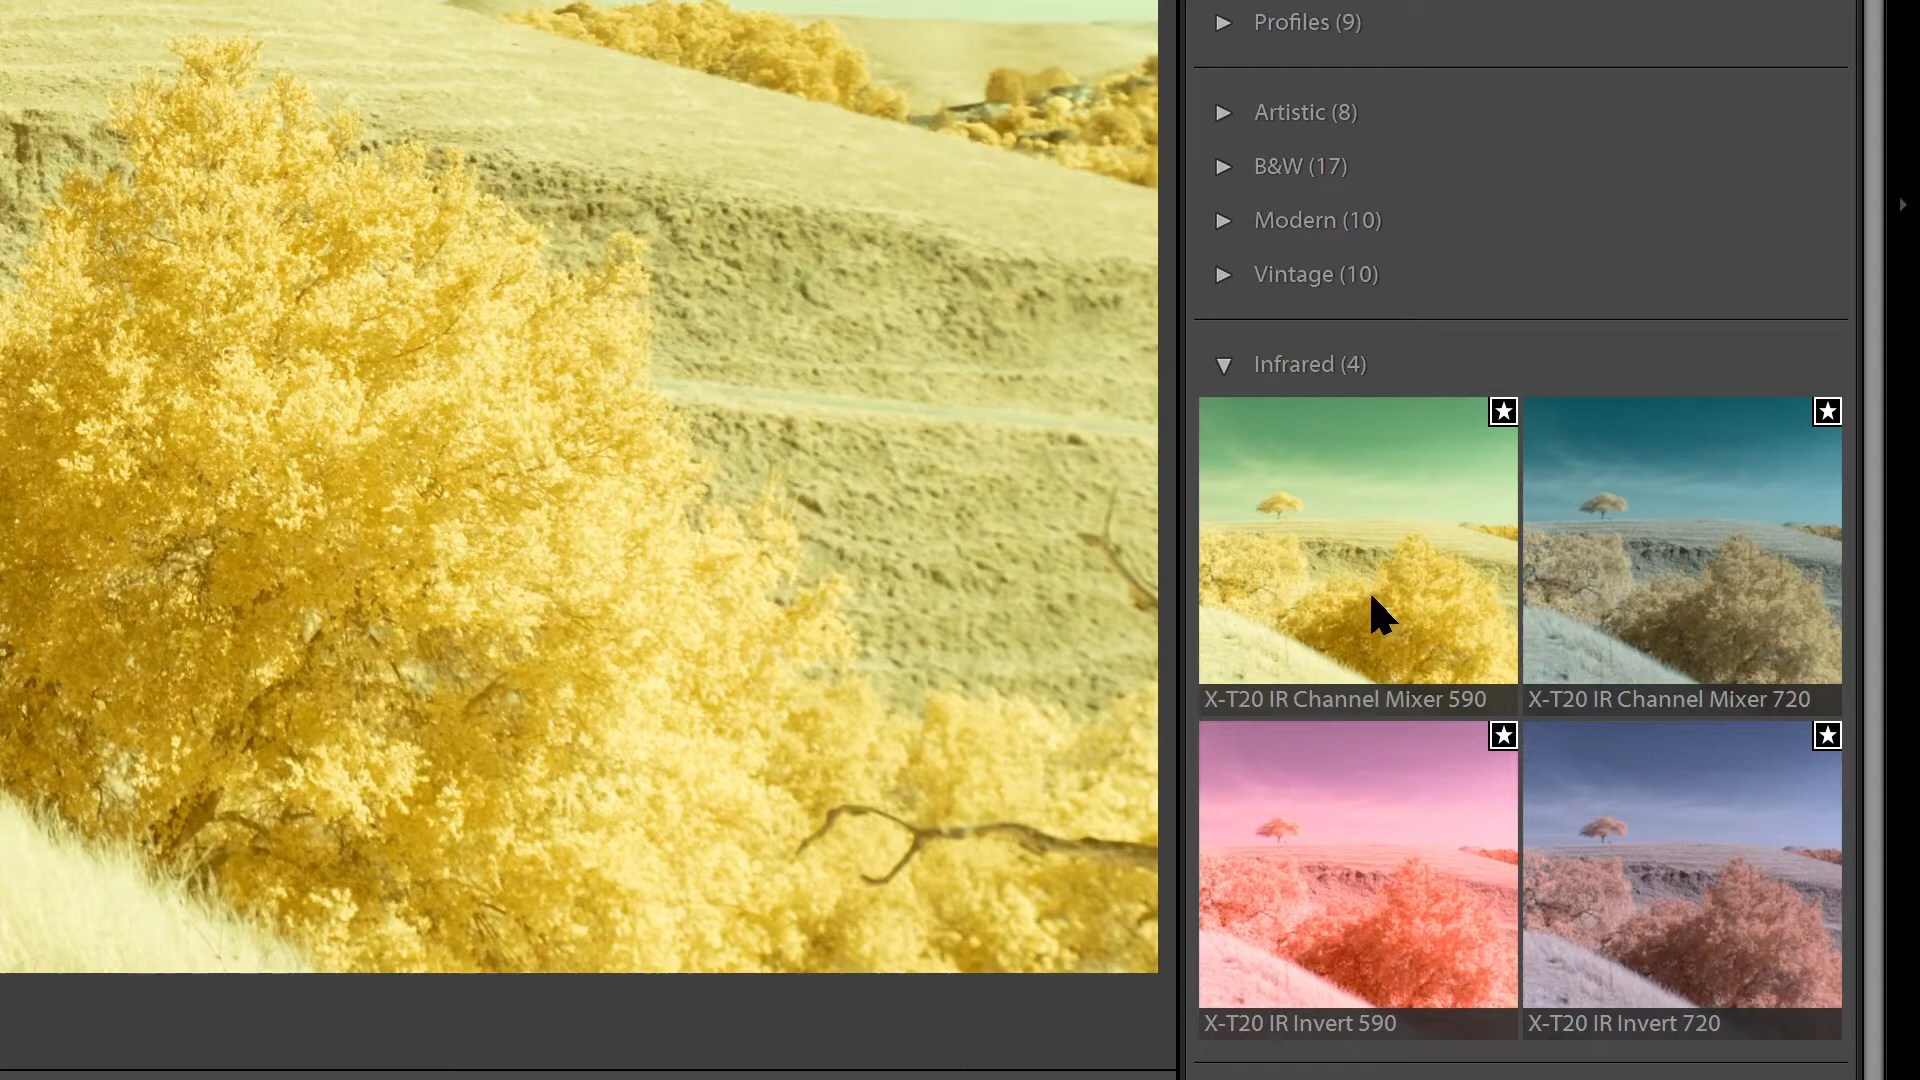 Profiles (9)
Artistic (8)
B&W (17)
Modern (10)
Vintage (10)
Infrared (4)
X-T20 IR Channel Mixer 590
X-T20 IR Channel Mixer 720
X-T20 IR Invert 590
X-T20 IR Invert 720